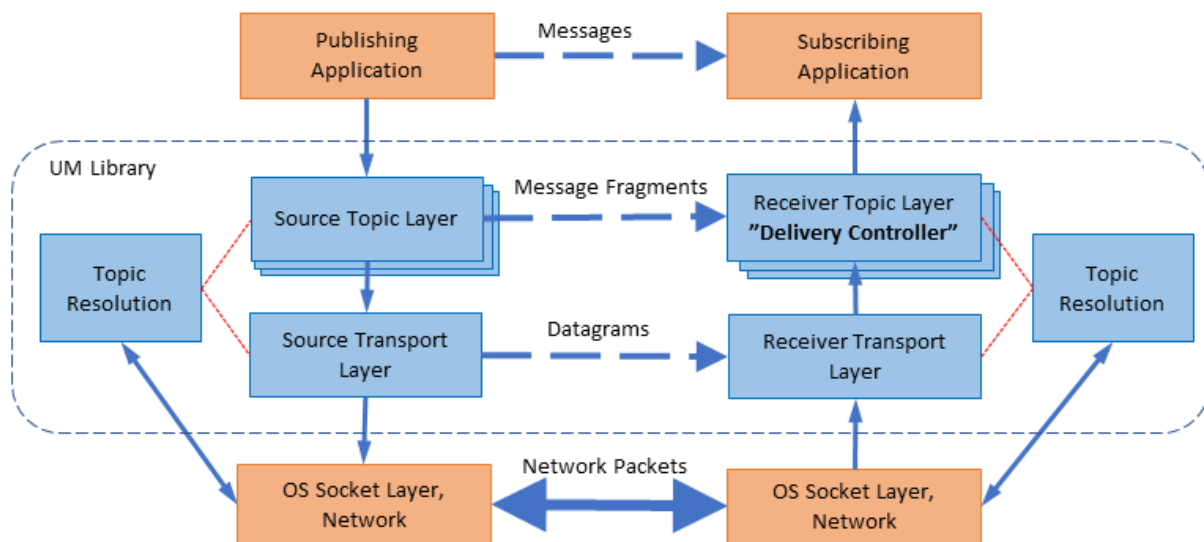 Publishing
Application
Messages
Subscribing
Application
UM Library
Source Topic Layer
Message Fragments
Receiver Topic Layer
”Delivery Controller”
Topic
Resolution
Topic
Resolution
Source Transport
Layer
Datagrams
Receiver Transport
Layer
OS Socket Layer,
Network
Network Packets
OS Socket Layer,
Network